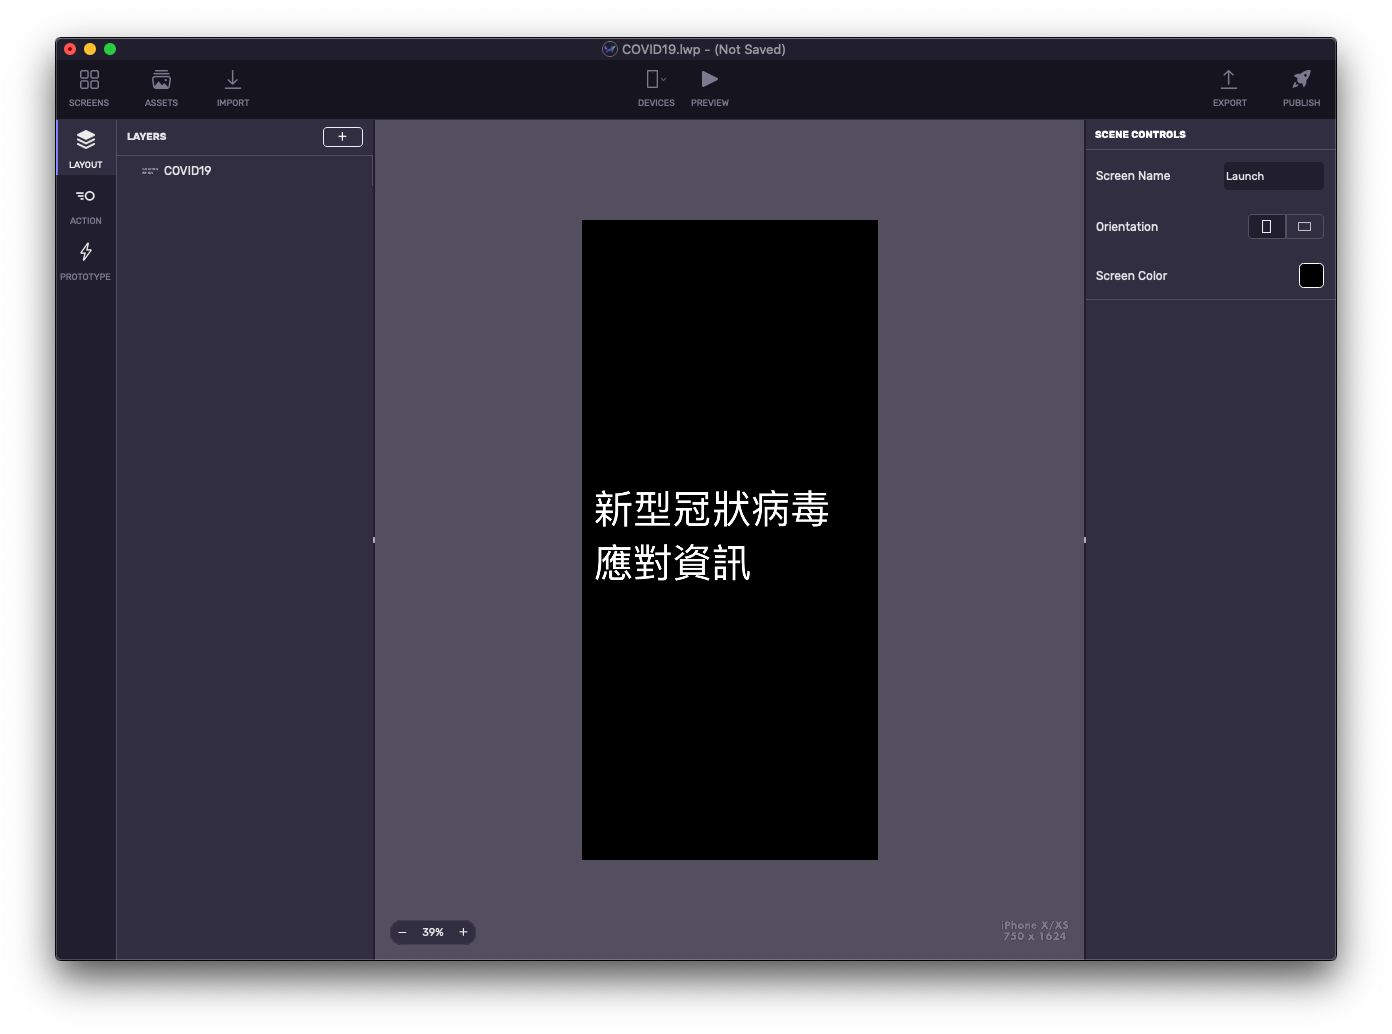 COVID19.lwp - (Not Saved)
SCREENS
ASSETS
IMPORT
DEVICES
PREVIEW
EXPORT
PUBLISH
LAYOUT
ACTION
PROTOTYPE
LAYERS
+
COVID19
新型冠狀病毒
應對資訊
− 39% +
iPhone X/XS
750 x 1624
SCENE CONTROLS
Screen Name
Launch
Orientation
Screen Color